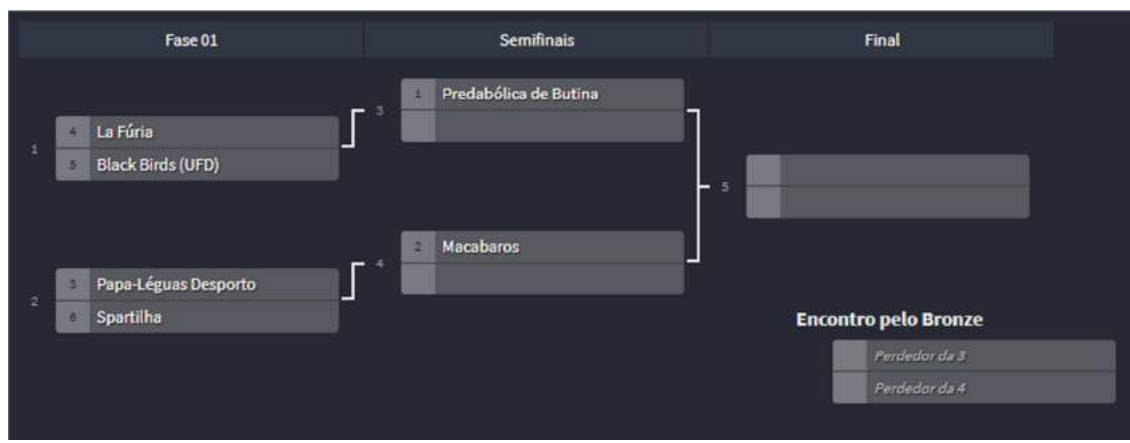 Fase 01
Semifinais
Final
1
4 La Fúria
5 Black Birds (UFD)
2
3 Papa-Léguas Desporto
6 Spartilha
3
1 Predabólica de Butina
4
2 Macabaros
5
Encontro pelo Bronze
Perdedor da 3
Perdedor da 4